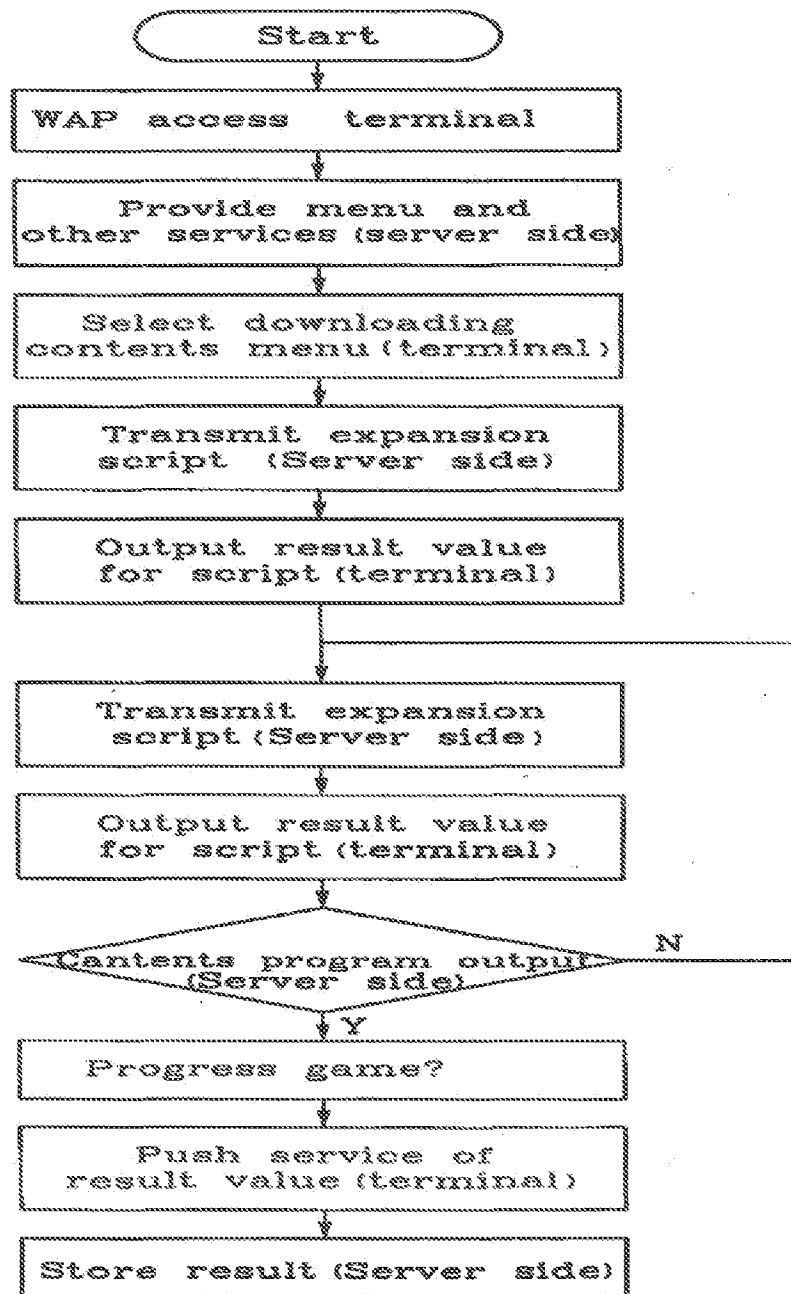 Start
WAP access terminal
Provide menu and
other services (server side)
Select downloading
contents menu (terminal)
Transmit expansion
script (Server side)
Output result value
for script (terminal)
Transmit expansion
script (Server side)
Output result value
for script (terminal)
Cantents program output
(Server side)
N
Y
Progress game?
Push service of
result value (terminal)
Store result (Server side)